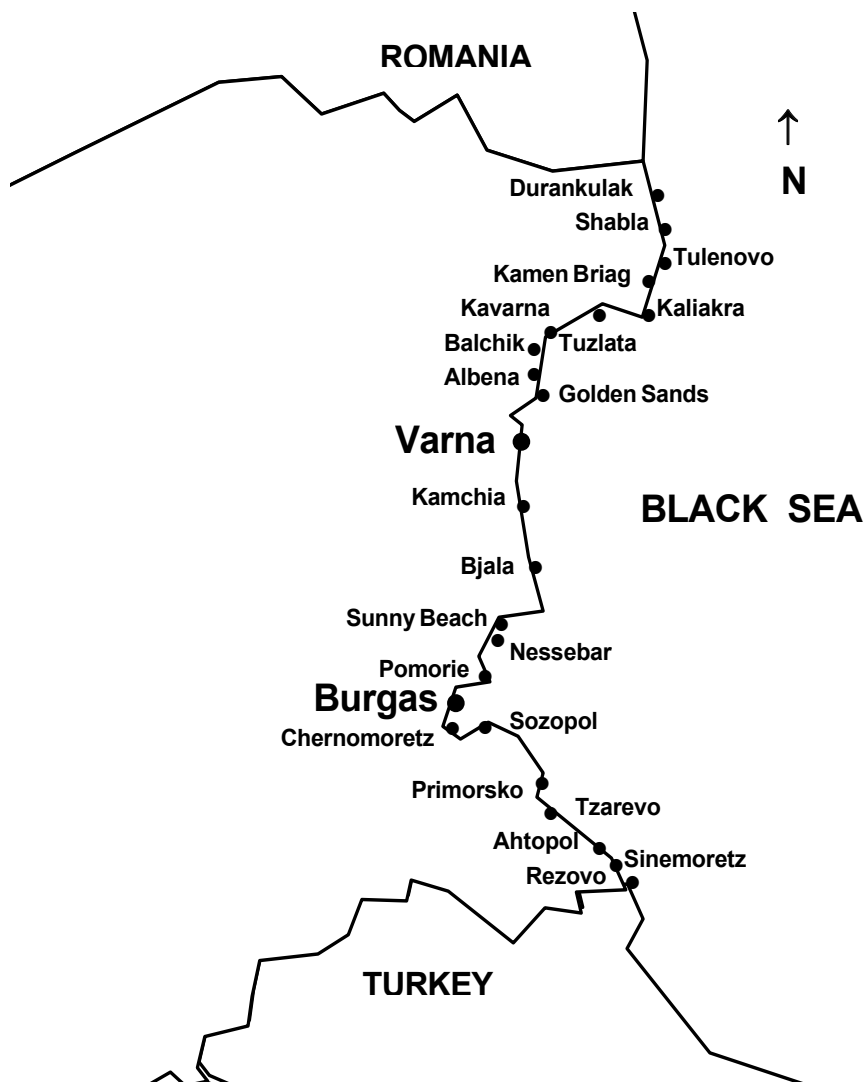 ROMANIA
↑
N
Durankulak
Shabla
Tulenovo
Kamen Briag
Kavarna
Kaliakra
Balchik
Tuzlata
Albena
Golden Sands
Varna
Kamchia
BLACK SEA
Bjala
Sunny Beach
Nessebar
Pomorie
Burgas
Sozopol
Chernomoretz
Primorsko
Tzarevo
Ahtopol
Sinemoretz
Rezovo
TURKEY